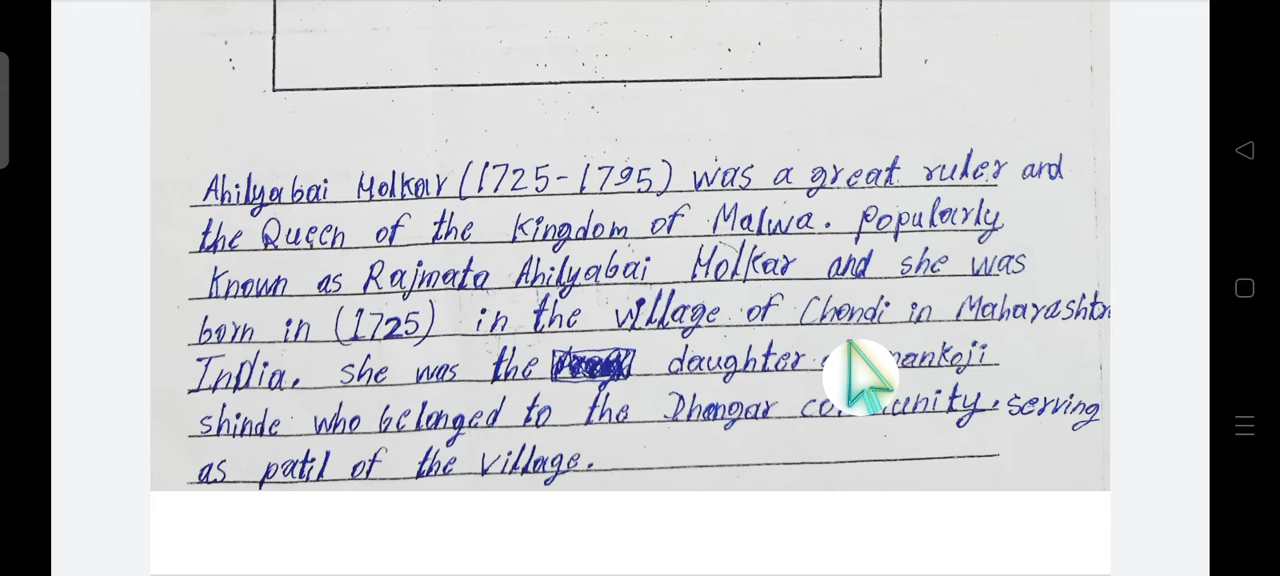 Ahilyabai Holkar (1725-1795) was a great ruler and
the Queen of the Kingdom of Malwa. Popularly
Known as Rajmata Ahilyabai Holkar and she was
born in (1725) in the village of Chondi in Maharashtra
India. She was the daughter
shinde who belonged to the Dhangar community. serving
as patil of the village.